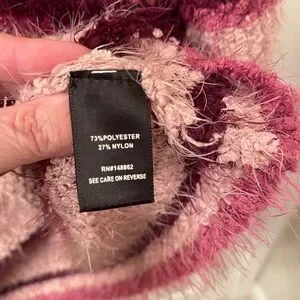 73%POLYESTER
27% NYLON
RN#148862
SEE CARE ON REVERSE